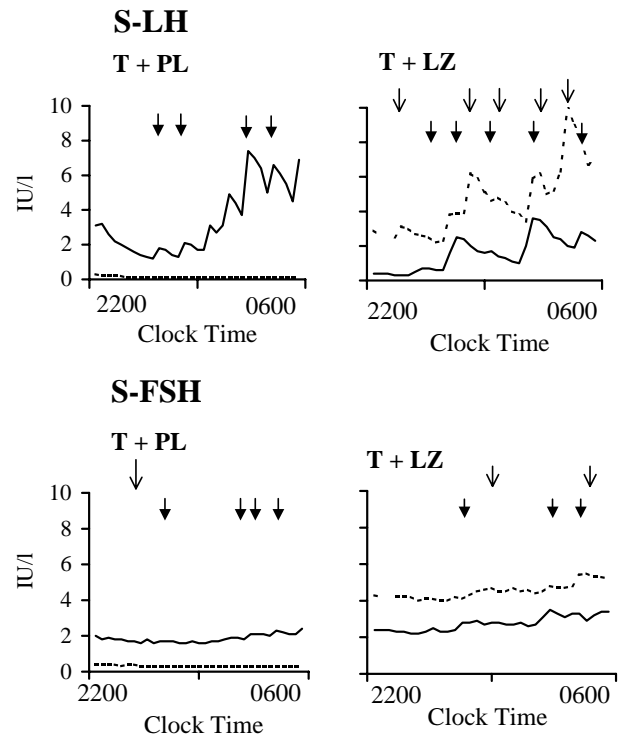 S-LH
T + PL
T + LZ
10
8
6
4
2
0
IU/l
2200 0600
Clock Time
2200 0600
Clock Time
S-FSH
T + PL
T + LZ
10
8
6
4
2
0
IU/l
2200 0600
Clock Time
2200 0600
Clock Time